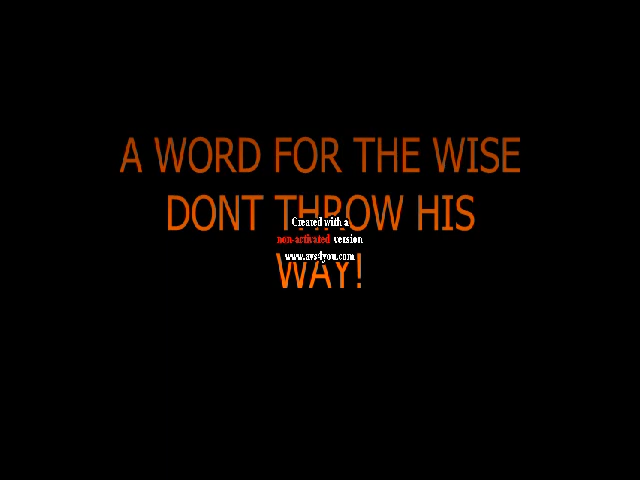 A WORD FOR THE WISE
DONT THROW HIS
Created with a
non-activated version
www.avs4you.com
WAY!